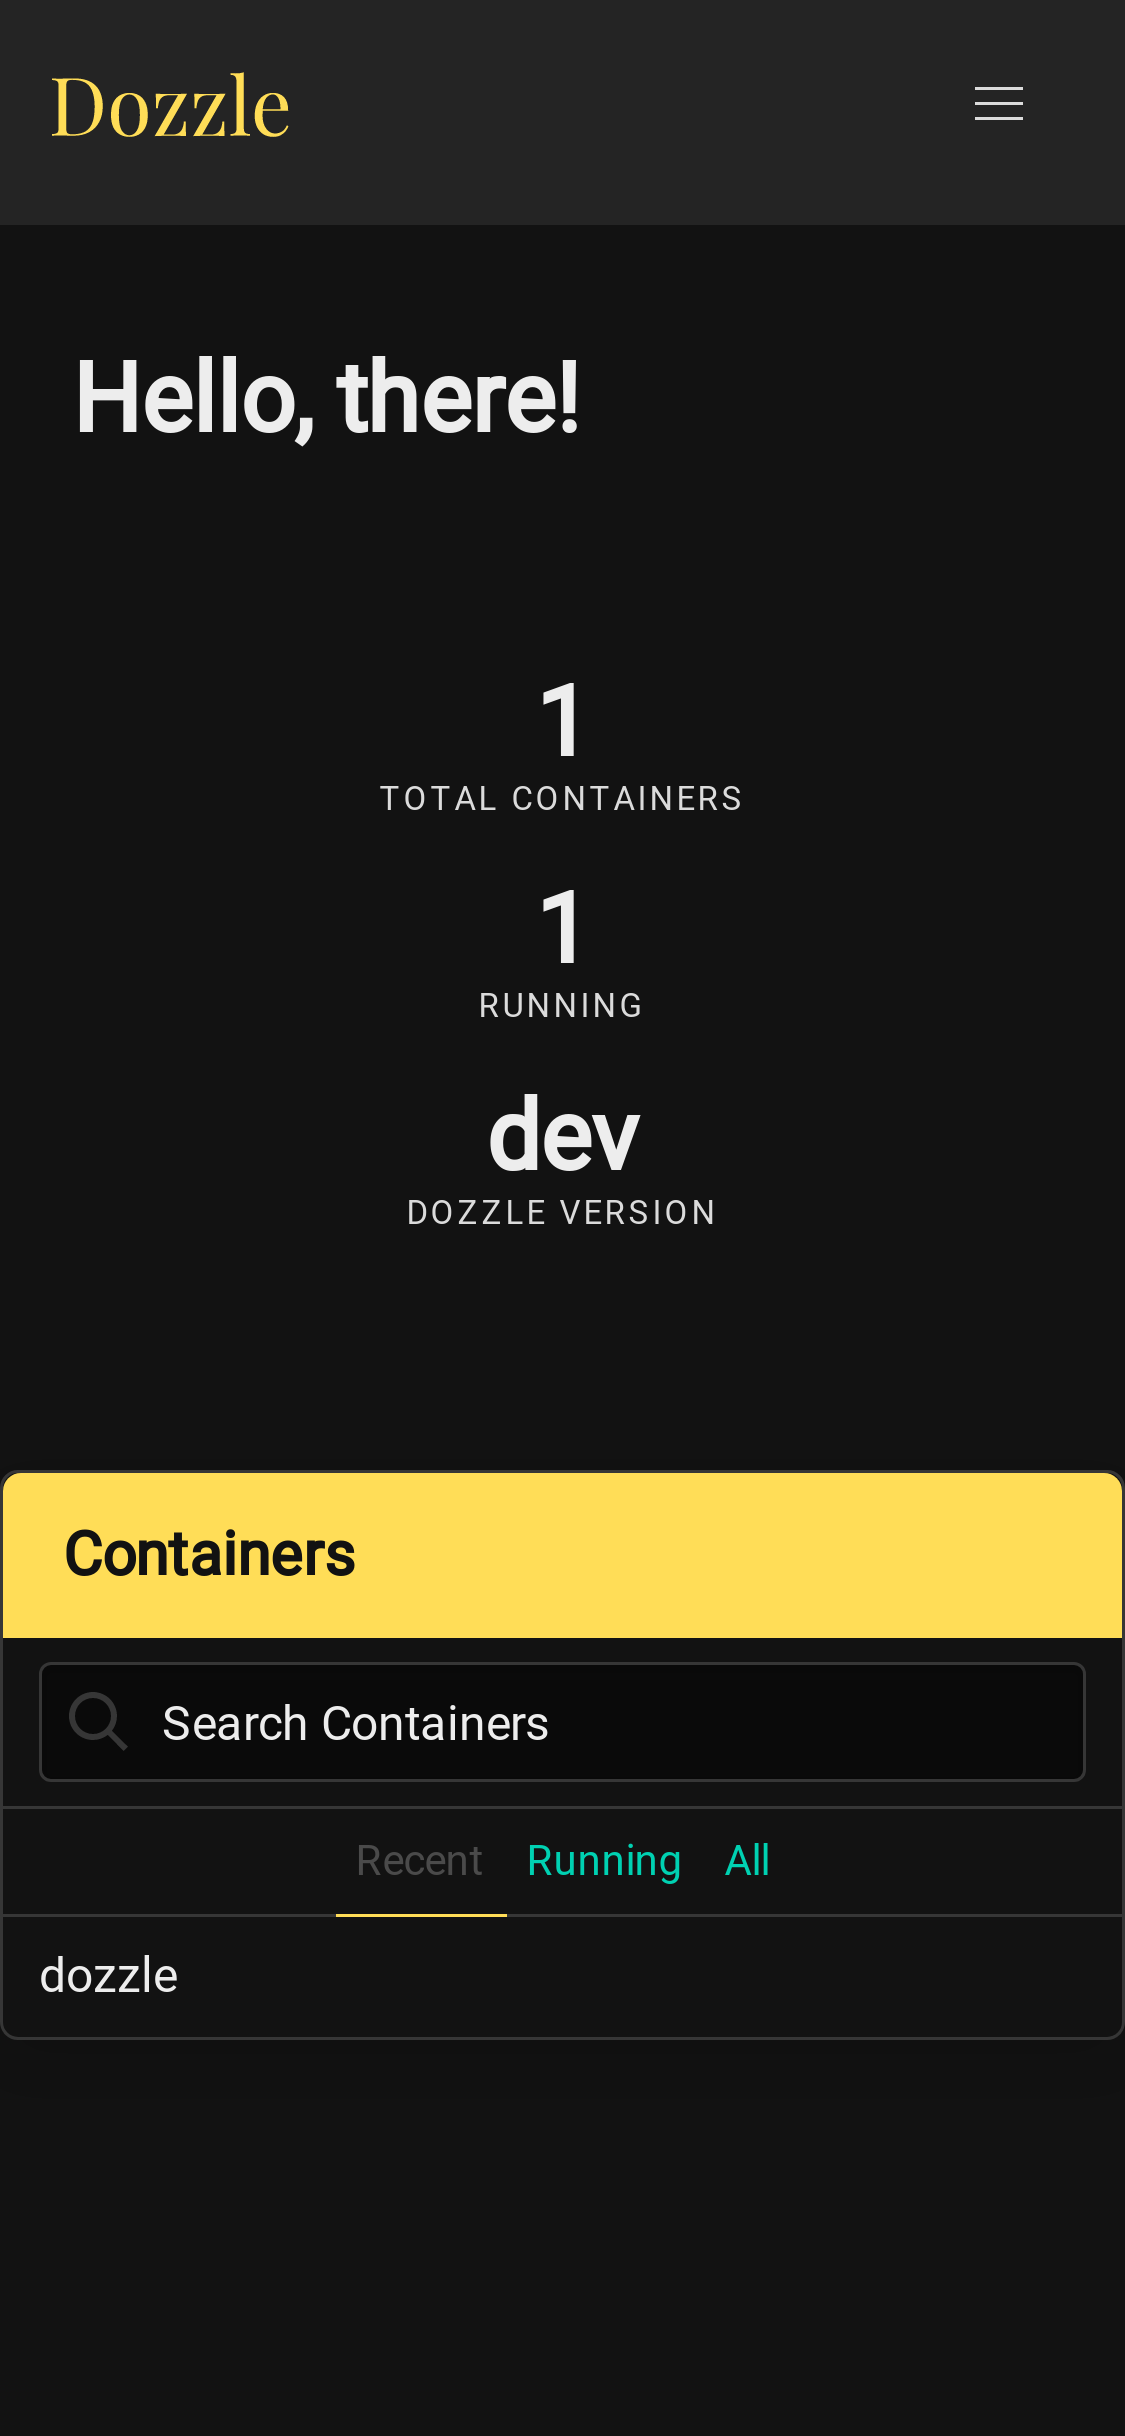 Dozzle
Hello, there!
1
TOTAL CONTAINERS
1
RUNNING
dev
DOZZLE VERSION
Containers
Search Containers
Recent Running All
dozzle